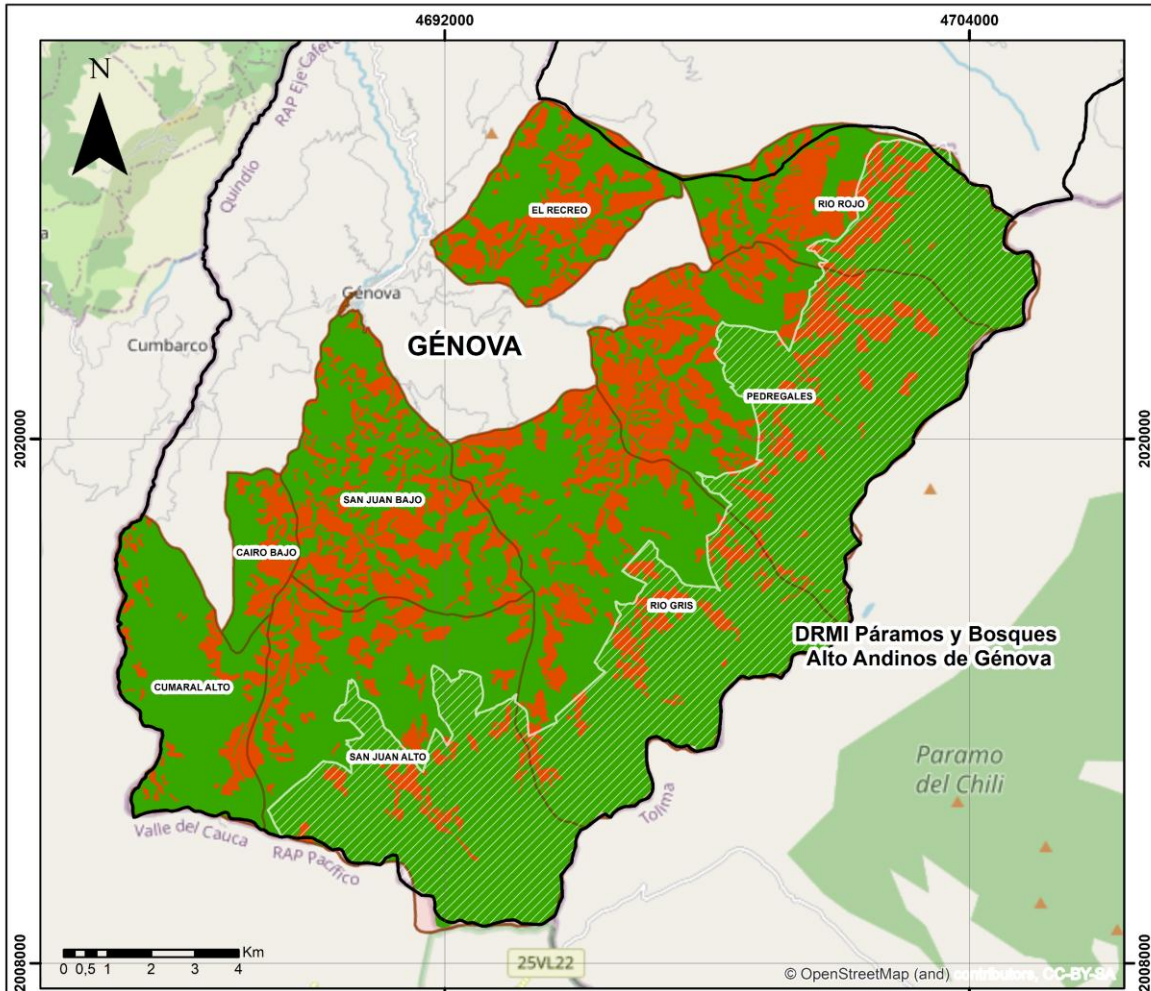 4692000
4704000
N
RAP Eje Cafete
Quindío
EL RECREO
RIO ROJO
a
Génova
Cumbarco
GÉNOVA
PEDREGALES
2020000
2020000
SAN JUAN BAJO
CAIRO BAJO
RIO GRIS
DRMI Páramos y Bosques
Alto Andinos de Génova
CUMARAL ALTO
SAN JUAN ALTO
Paramo
del Chili
Tolima
Valle del Cauca
RAP Pacífico
Km
0 0,5 1 2 3 4
25VL22
2008000
2008000
© OpenStreetMap (and) contributors, CC-BY-SA